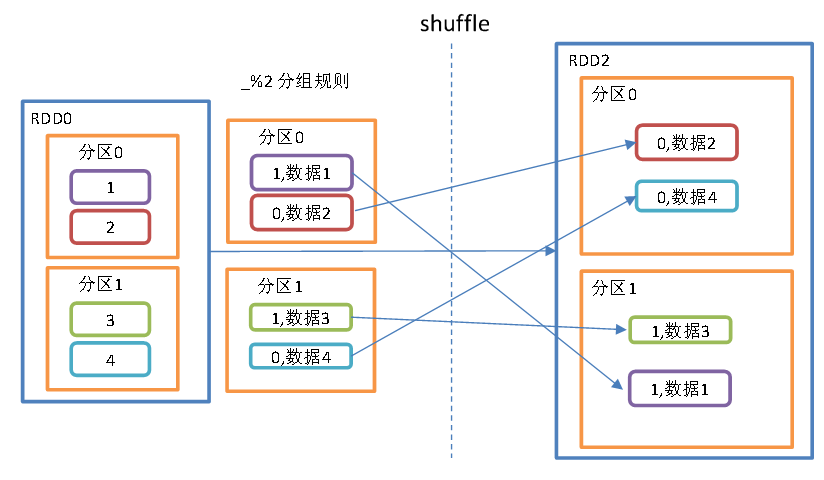 shuffle
_%2 分组规则
RDD0
分区0
1
2
分区1
3
4
分区0
1,数据1
0,数据2
分区1
1,数据3
0,数据4
RDD2
分区0
0,数据2
0,数据4
分区1
1,数据3
1,数据1